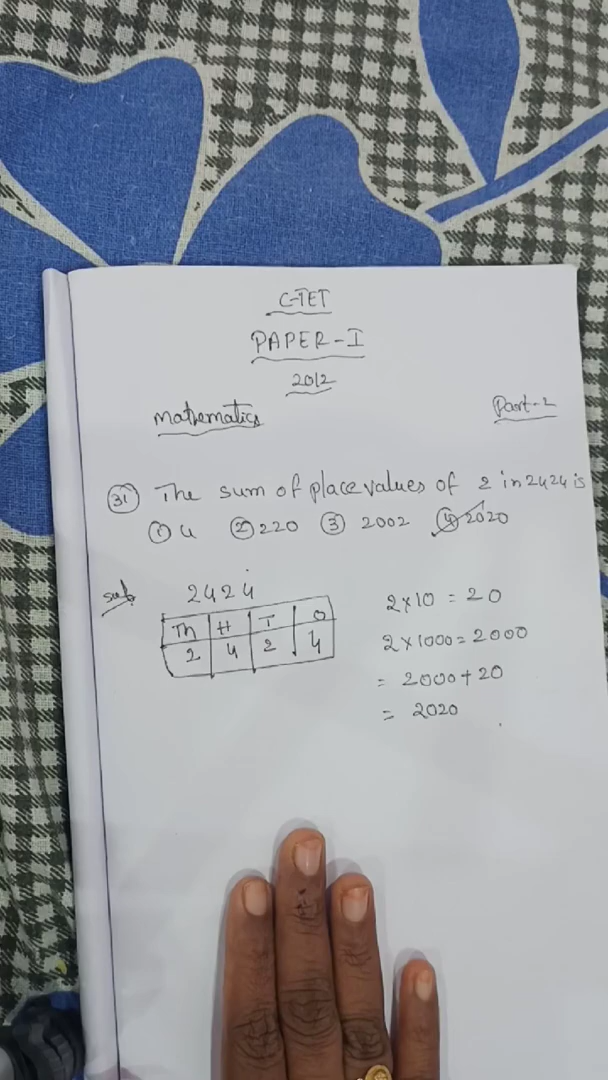 C-TET
PAPER-I
2012
Mathematics Part-2
31 The sum of place values of 2 in 2424 is
1 4 2 220 3 2002 4 2020
2424
Th H T O
2 4 2 4
2×10 = 20
2×1000 = 2000
= 2000+20
= 2020